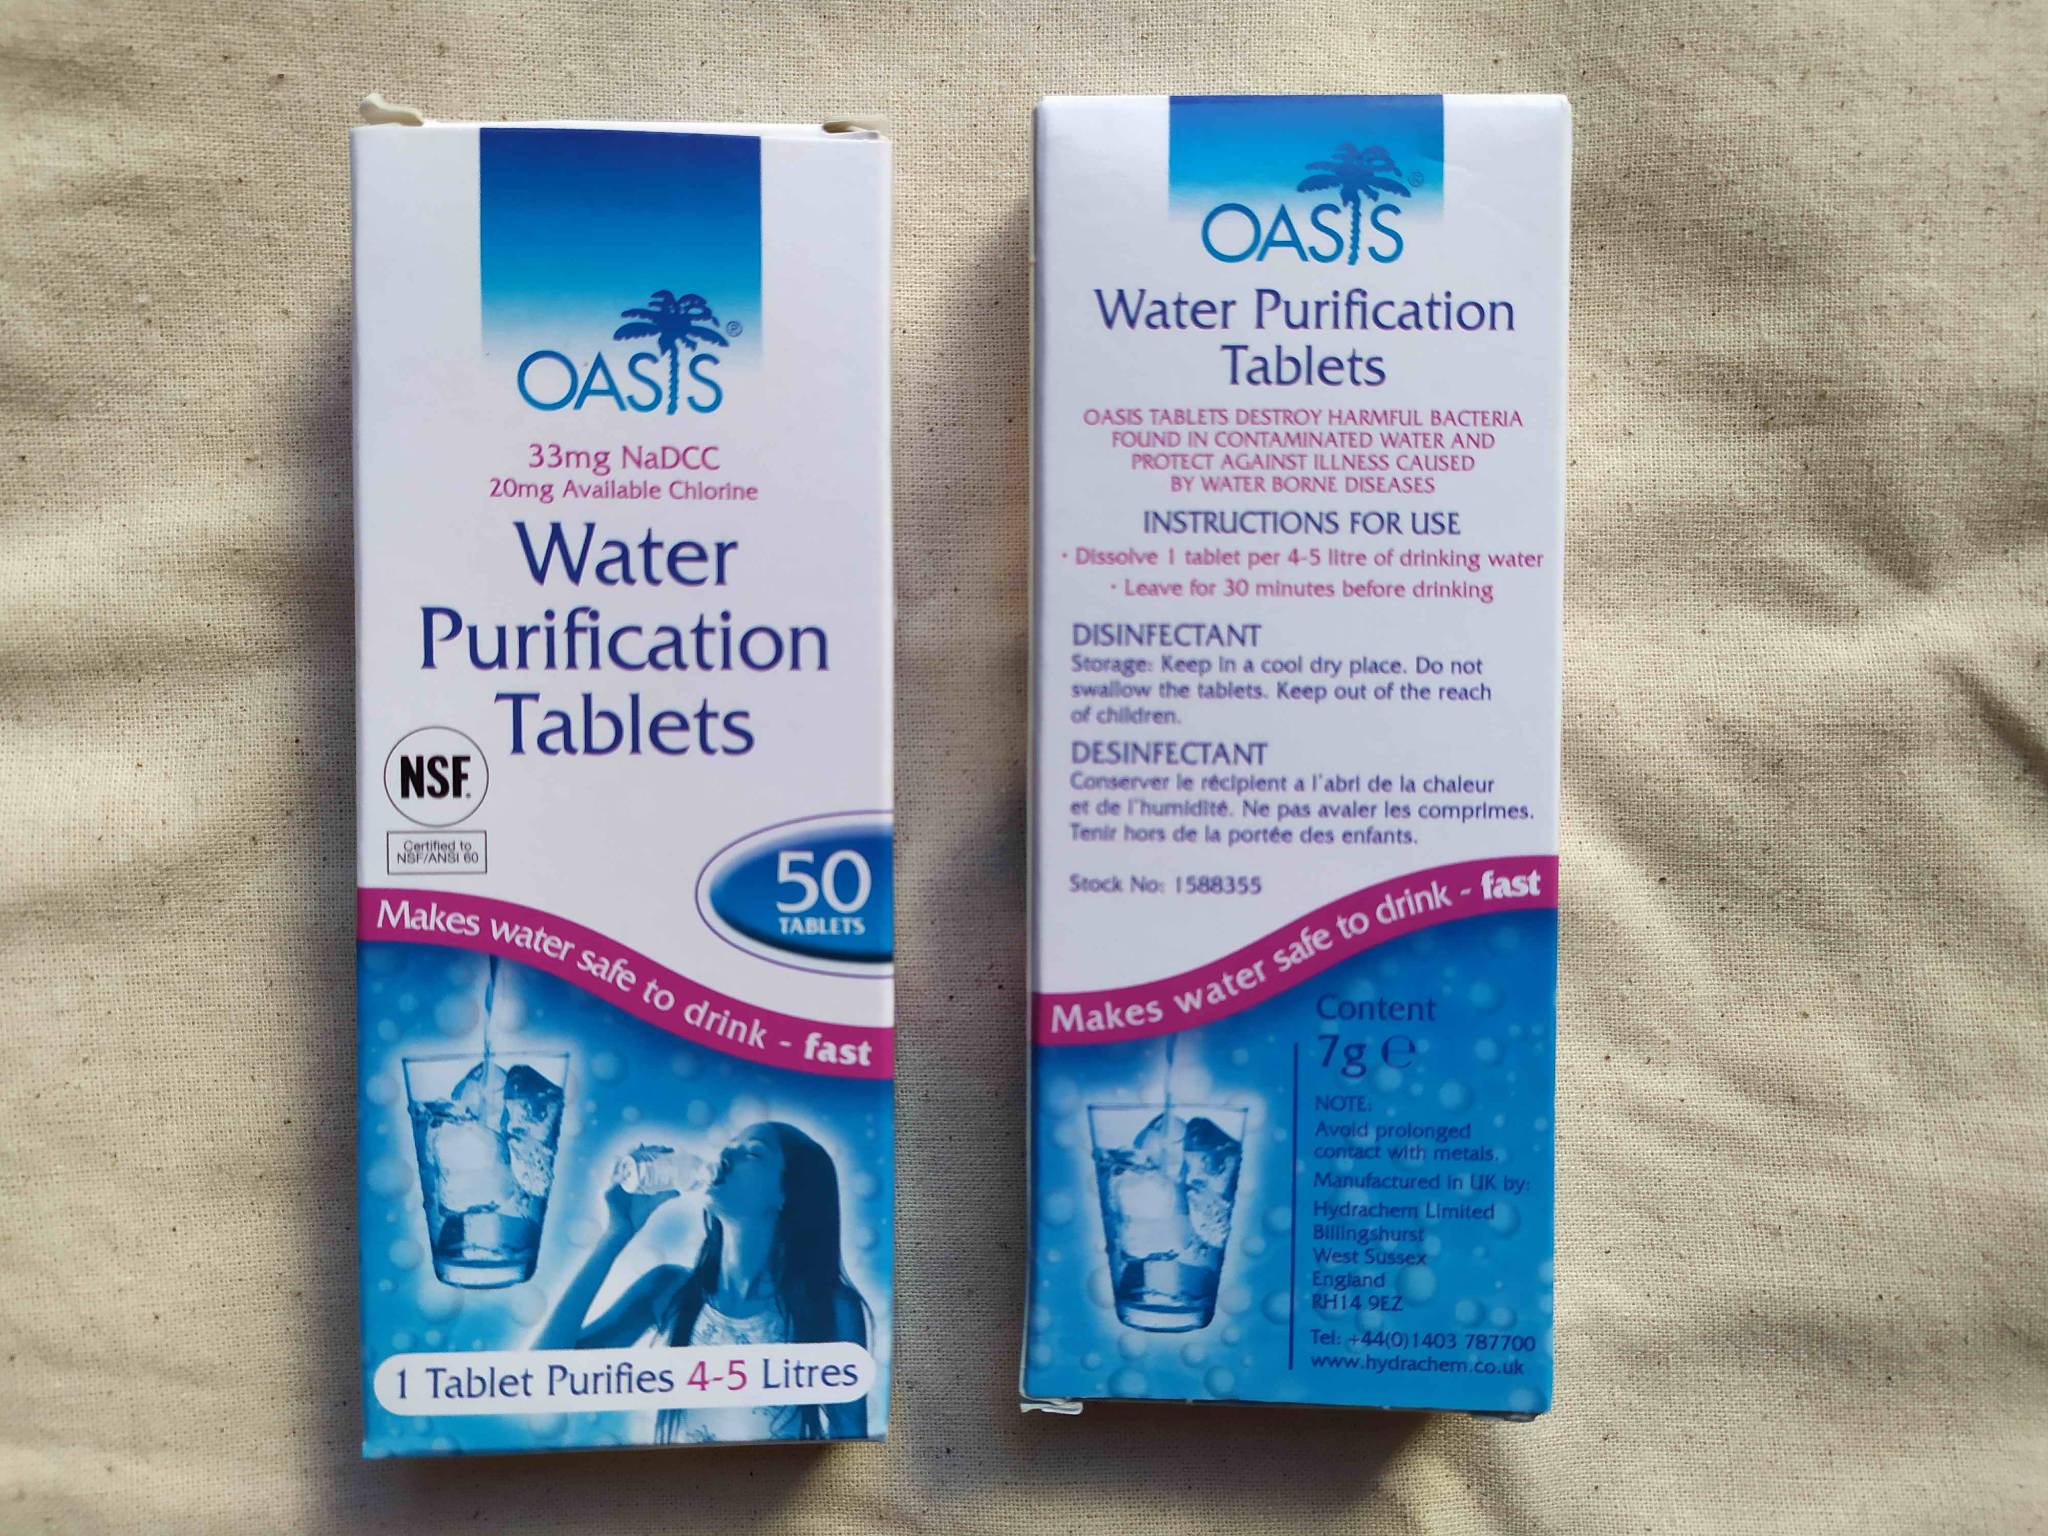 OASIS
®
33mg NaDCC
20mg Available Chlorine
Water
Purification
Tablets
NSF.
Certified to
NSF/ANSI 60
50
TABLETS
Makes water safe to drink - fast
1 Tablet Purifies 4-5 Litres
OASIS
®
Water Purification
Tablets
OASIS TABLETS DESTROY HARMFUL BACTERIA
FOUND IN CONTAMINATED WATER AND
PROTECT AGAINST ILLNESS CAUSED
BY WATER BORNE DISEASES
INSTRUCTIONS FOR USE
• Dissolve 1 tablet per 4-5 litre of drinking water
• Leave for 30 minutes before drinking
DISINFECTANT
Storage: Keep in a cool dry place. Do not
swallow the tablets. Keep out of the reach
of children.
DESINFECTANT
Conserver le récipient a l'abri de la chaleur
et de l'humidité. Ne pas avaler les comprimes.
Tenir hors de la portée des enfants.
Stock No: 1588355
Makes water safe to drink - fast
Content
7g ℮
NOTE:
Avoid prolonged
contact with metals.
Manufactured in UK by:
Hydrachem Limited
Billingshurst
West Sussex
England
RH14 9EZ
Tel: +44(0)1403 787700
www.hydrachem.co.uk